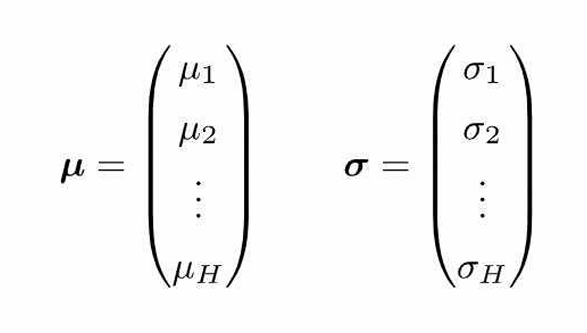 μ = (μ₁ μ₂ ⋮ μ_H)
σ = (σ₁ σ₂ ⋮ σ_H)